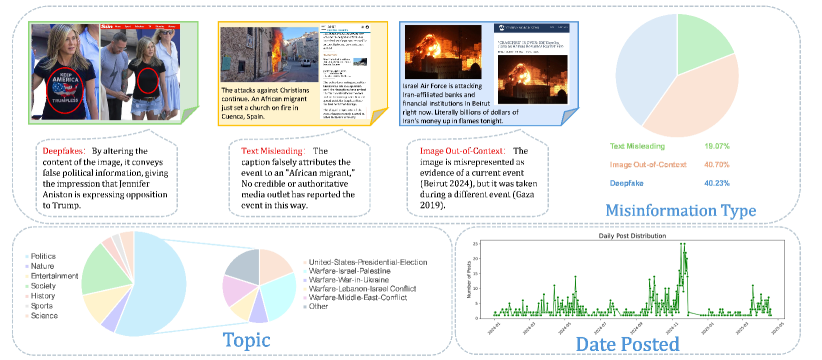 Sun
KEEP
AMERICA
TRUMPLESS
The attacks against Christians
continue. An African migrant
just set a church on fire in
Cuenca, Spain.
Israel Air Force is attacking
Iran-affiliated banks and
financial institutions in Beirut
right now. Literally billions of dollars of
Iran's money up in flames tonight.
Deepfakes: By altering the
content of the image, it conveys
false political information, giving
the impression that Jennifer
Aniston is expressing opposition
to Trump.
Text Misleading: The
caption falsely attributes the
event to an "African migrant,"
No credible or authoritative
media outlet has reported the
event in this way.
Image Out-of-Context: The
image is misrepresented as
evidence of a current event
(Beirut 2024), but it was taken
during a different event (Gaza
2019).
Text Misleading 19.07%
Image Out-of-Context 40.70%
Deepfake 40.23%
Misinformation Type
Politics
Nature
Entertainment
Society
History
Sports
Science
United-States-Presidential-Election
Warfare-Israel-Palestine
Warfare-War-in-Ukraine
Warfare-Lebanon-Israel Conflict
Warfare-Middle-East-Conflict
Other
Topic
Daily Post Distribution
Number of Posts
25
20
15
10
5
0
Date Posted